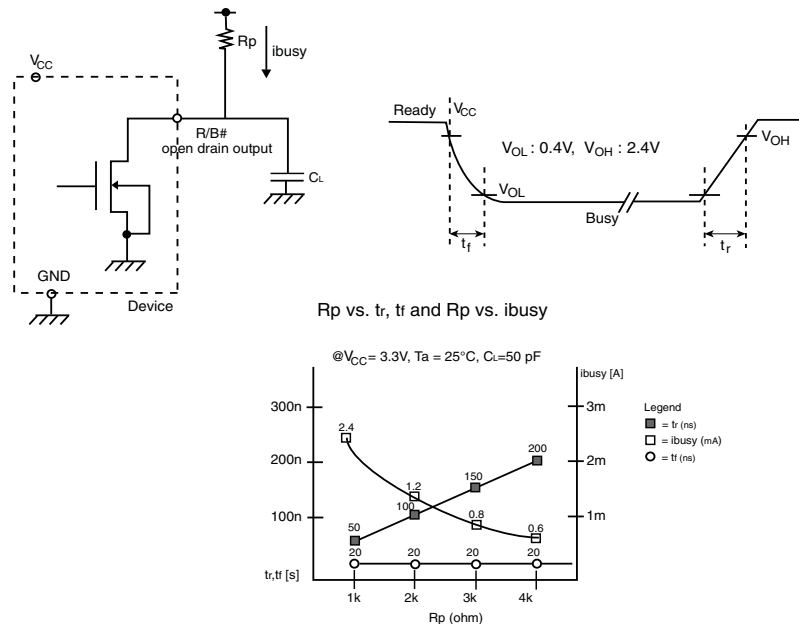 Rp
ibusy
VCC
R/B#
open drain output
CL
GND
Device
Ready
VCC
VOL : 0.4V, VOH : 2.4V
VOH
VOL
Busy
tf
tr
Rp vs. tr, tf and Rp vs. ibusy
@VCC = 3.3V, Ta = 25°C, CL=50 pF
ibusy [A]
300n
3m
200n
2m
100n
1m
2.4
1.2
0.8
0.6
50
100
150
200
20
20
20
20
tr,tf [s]
1k
2k
3k
4k
Rp (ohm)
Legend
= tr (ns)
= ibusy (mA)
= tf (ns)